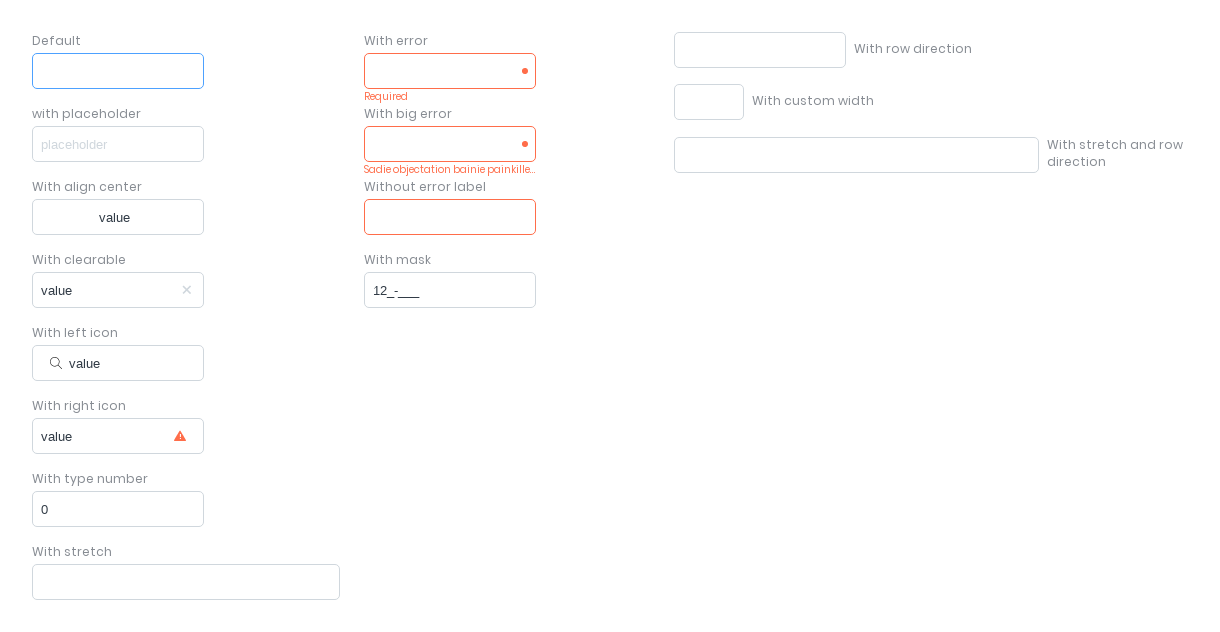 Default
with placeholder
placeholder
With align center
value
With clearable
value
With left icon
value
With right icon
value
With type number
0
With stretch
With error
Required
With big error
Sadie objectation bainie painkille...
Without error label
With mask
12_-___
With row direction
With custom width
With stretch and row
direction